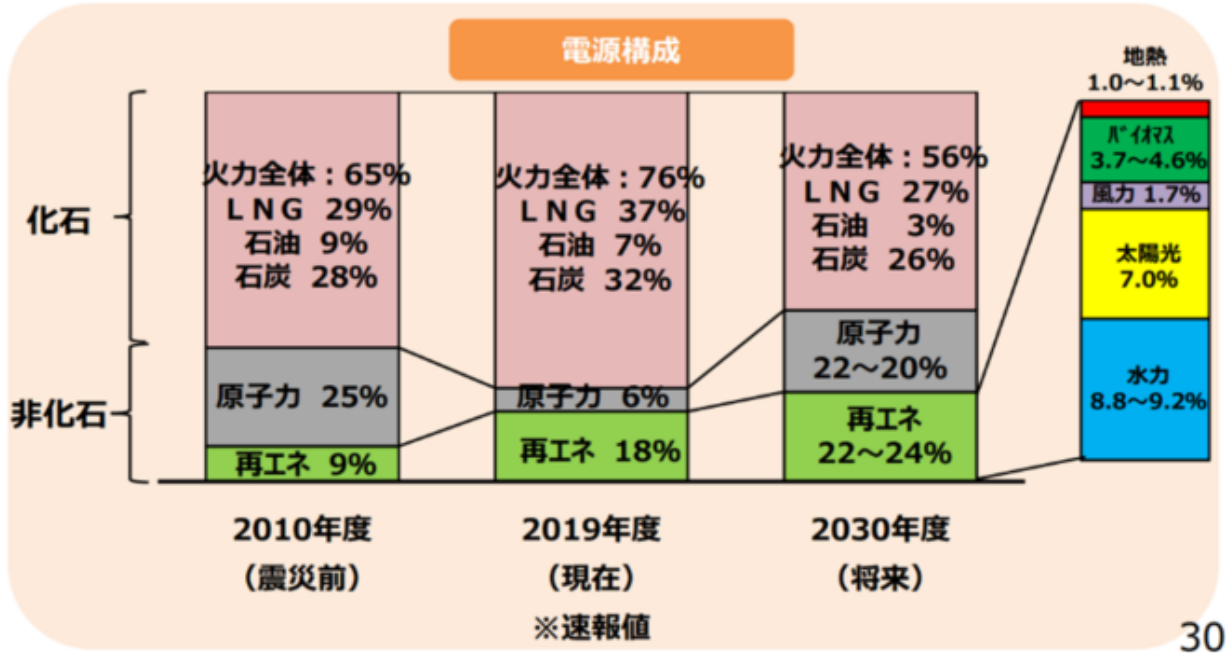 電源構成
化石
非化石
火力全体：65%
ＬＮＧ 29%
石油 9%
石炭 28%
原子力 25%
再エネ 9%
2010年度
（震災前）
火力全体：76%
ＬＮＧ 37%
石油 7%
石炭 32%
原子力 6%
再エネ 18%
2019年度
（現在）
※速報値
火力全体：56%
ＬＮＧ 27%
石油 3%
石炭 26%
原子力
22～20%
再エネ
22～24%
2030年度
（将来）
地熱
1.0～1.1%
ﾊﾞｲｵﾏｽ
3.7～4.6%
風力 1.7%
太陽光
7.0%
水力
8.8～9.2%
30